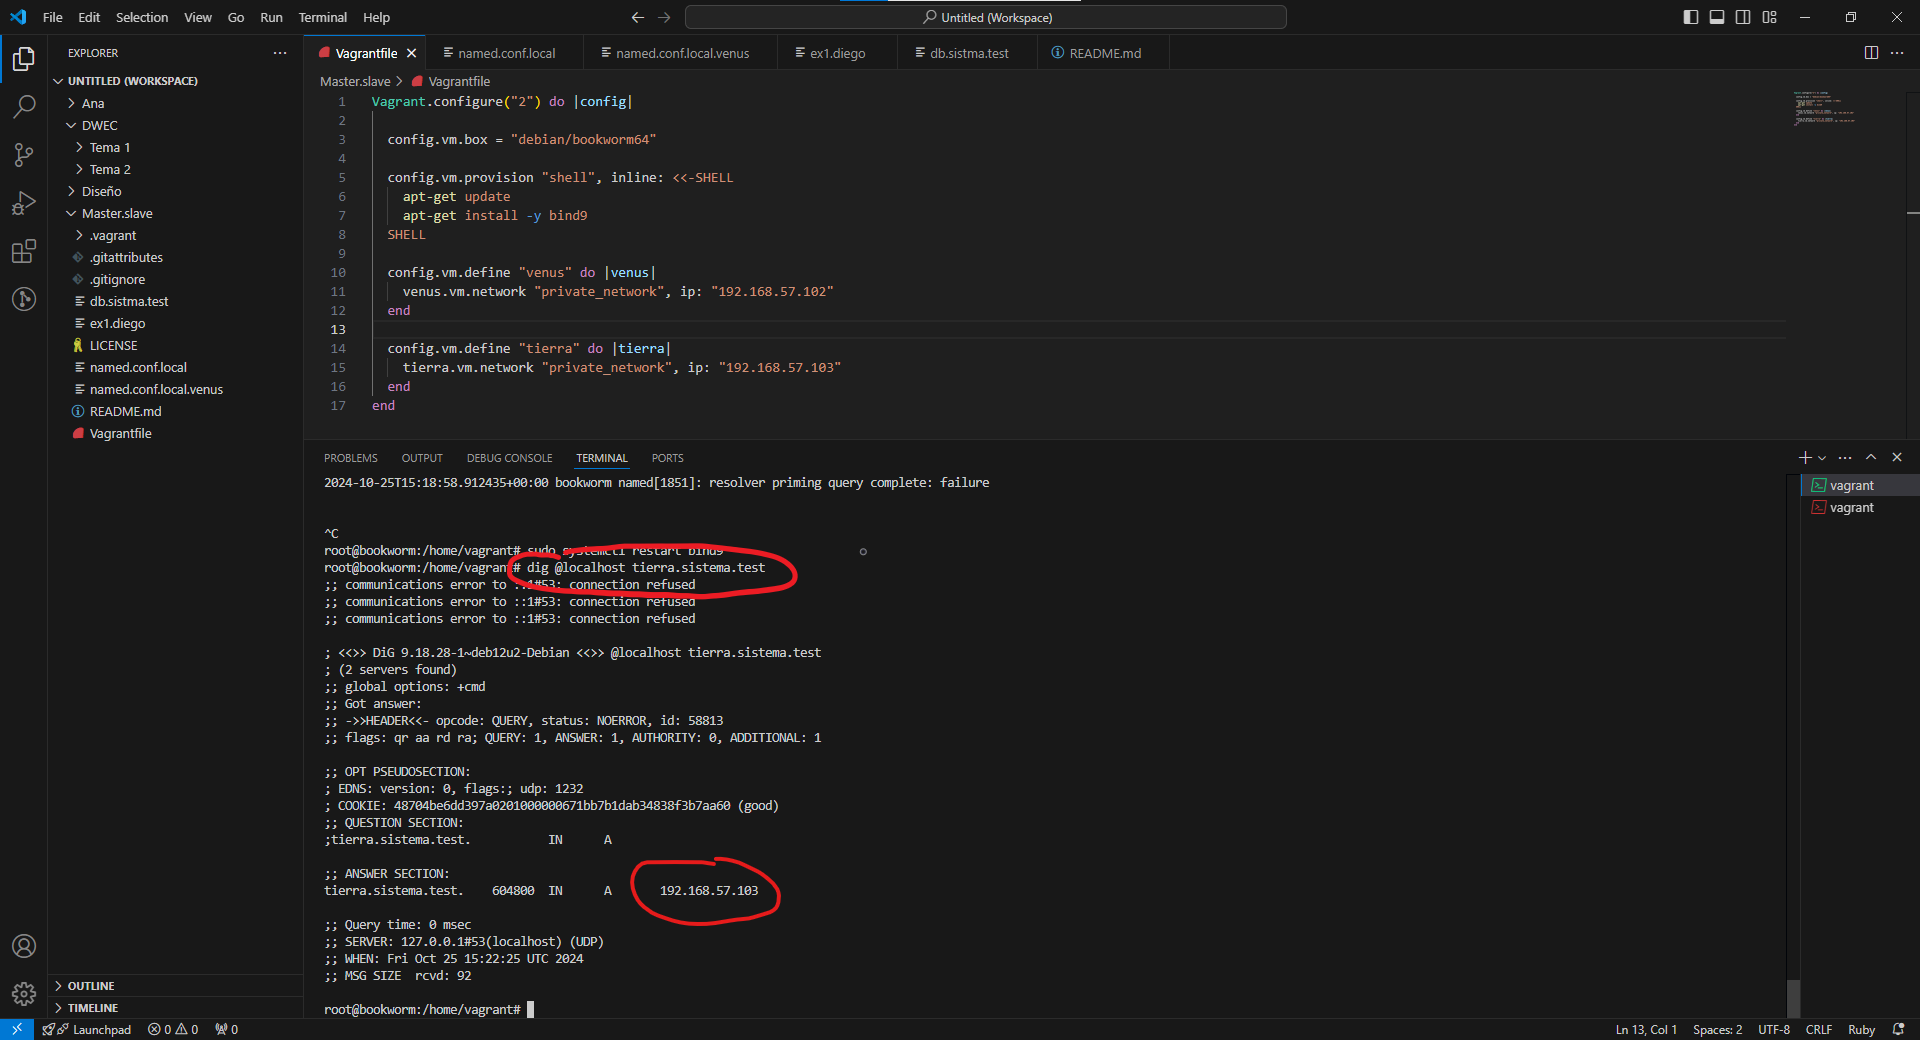 File Edit Selection View Go Run Terminal Help
Untitled (Workspace)
EXPLORER
UNTITLED (WORKSPACE)
Ana
DWEC
Tema 1
Tema 2
Diseño
Master.slave
.vagrant
.gitattributes
.gitignore
db.sistma.test
ex1.diego
LICENSE
named.conf.local
named.conf.local.venus
README.md
Vagrantfile
OUTLINE
TIMELINE
Vagrantfile named.conf.local named.conf.local.venus ex1.diego db.sistma.test README.md
Master.slave > Vagrantfile
1 Vagrant.configure("2") do |config|
2
3 config.vm.box = "debian/bookworm64"
4
5 config.vm.provision "shell", inline: <<-SHELL
6 apt-get update
7 apt-get install -y bind9
8 SHELL
9
10 config.vm.define "venus" do |venus|
11 venus.vm.network "private_network", ip: "192.168.57.102"
12 end
13
14 config.vm.define "tierra" do |tierra|
15 tierra.vm.network "private_network", ip: "192.168.57.103"
16 end
17 end
PROBLEMS OUTPUT DEBUG CONSOLE TERMINAL PORTS
2024-10-25T15:18:58.912435+00:00 bookworm named[1851]: resolver priming query complete: failure
^C
root@bookworm:/home/vagrant# sudo systemctl restart bind9
root@bookworm:/home/vagrant# dig @localhost tierra.sistema.test
;; communications error to ::1#53: connection refused
;; communications error to ::1#53: connection refused
;; communications error to ::1#53: connection refused
; <<>> DiG 9.18.28-1~deb12u2-Debian <<>> @localhost tierra.sistema.test
; (2 servers found)
;; global options: +cmd
;; Got answer:
;; ->>HEADER<<- opcode: QUERY, status: NOERROR, id: 58813
;; flags: qr aa rd ra; QUERY: 1, ANSWER: 1, AUTHORITY: 0, ADDITIONAL: 1
;; OPT PSEUDOSECTION:
; EDNS: version: 0, flags:; udp: 1232
; COOKIE: 48704be6dd397a0201000000671bb7b1dab34838f3b7aa60 (good)
;; QUESTION SECTION:
;tierra.sistema.test. IN A
;; ANSWER SECTION:
tierra.sistema.test. 604800 IN A 192.168.57.103
;; Query time: 0 msec
;; SERVER: 127.0.0.1#53(localhost) (UDP)
;; WHEN: Fri Oct 25 15:22:25 UTC 2024
;; MSG SIZE rcvd: 92
root@bookworm:/home/vagrant#
vagrant
vagrant
Launchpad 0 0 0 Ln 13, Col 1 Spaces: 2 UTF-8 CRLF Ruby